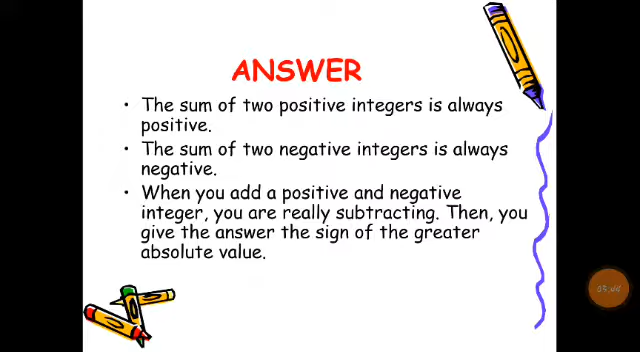 ANSWER
• The sum of two positive integers is always
positive.
• The sum of two negative integers is always
negative.
• When you add a positive and negative
integer, you are really subtracting. Then, you
give the answer the sign of the greater
absolute value.